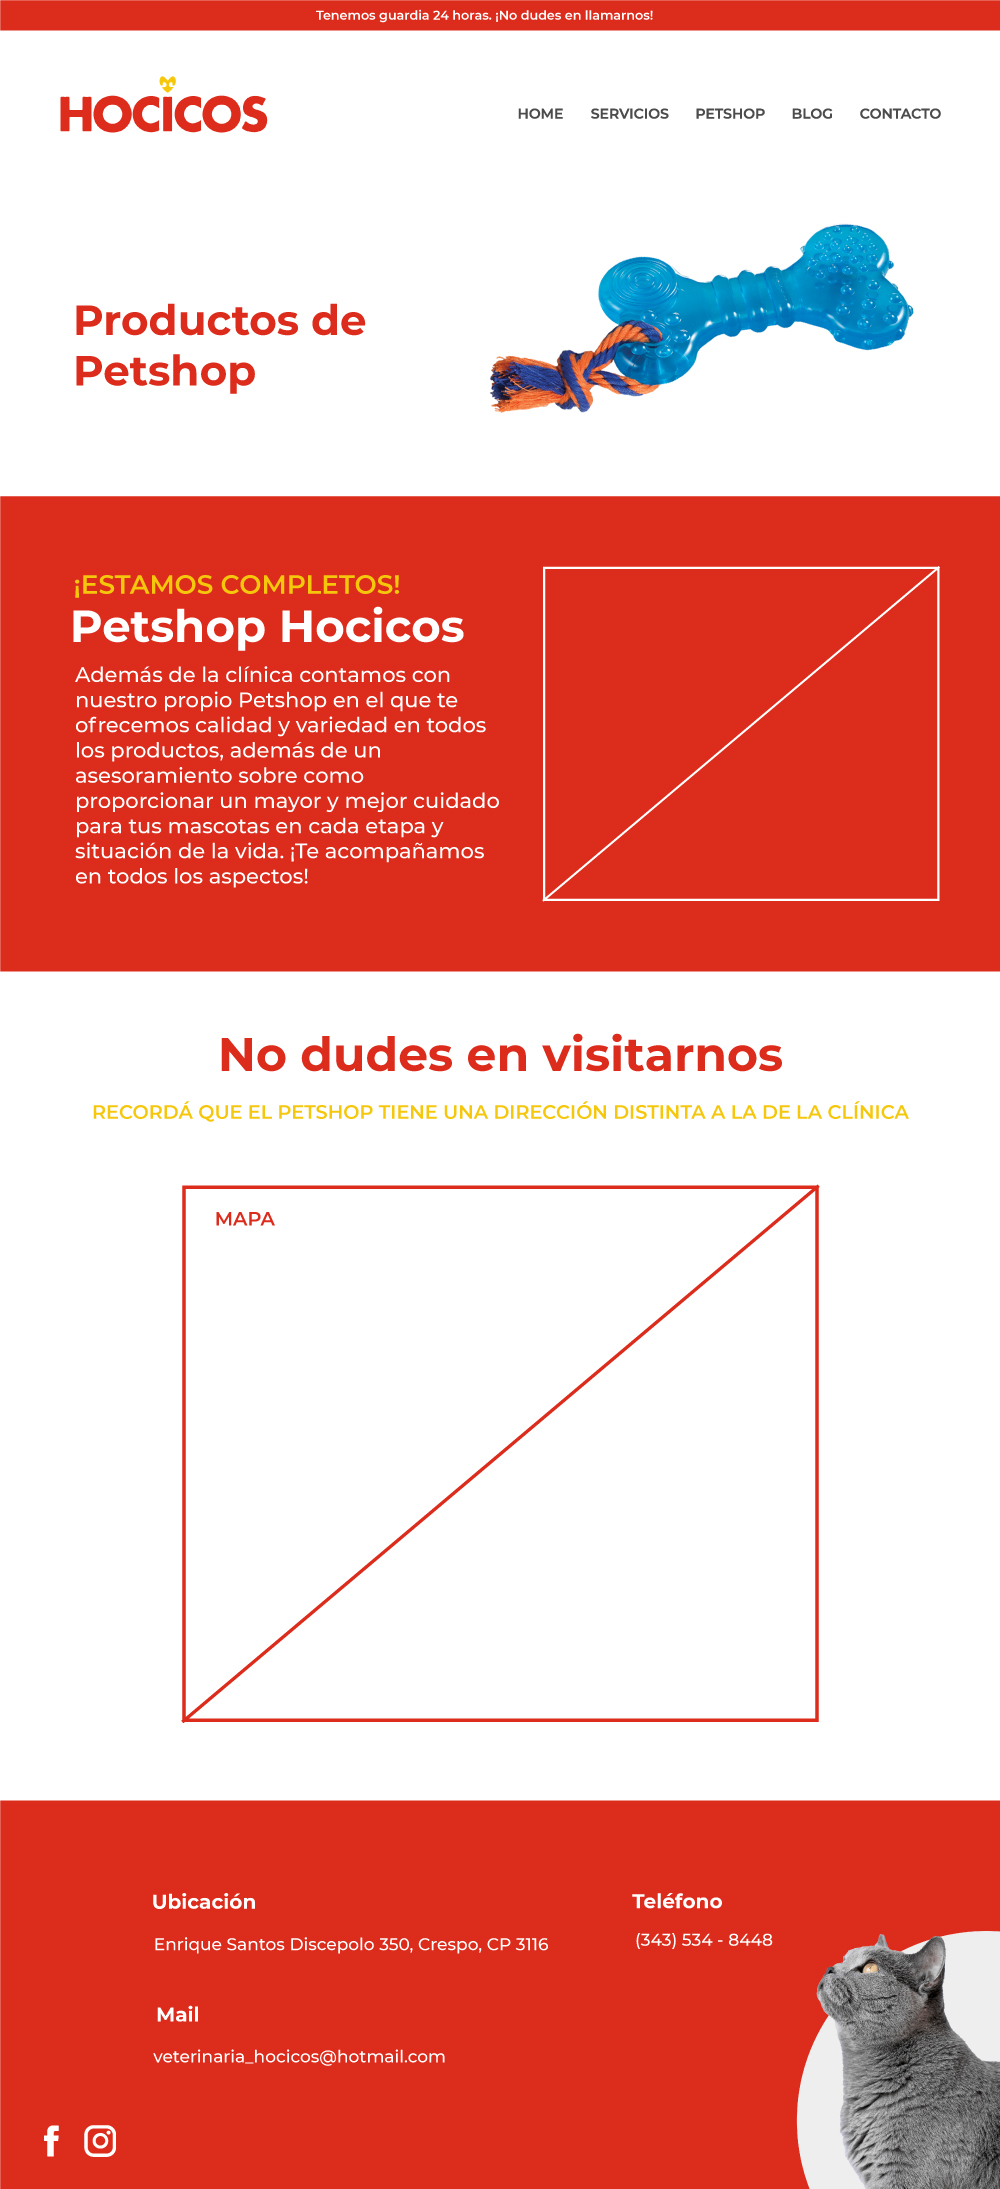 Tenemos guardia 24 horas. ¡No dudes en llamarnos!
HOCICOS
HOME SERVICIOS PETSHOP BLOG CONTACTO
Productos de
Petshop
¡ESTAMOS COMPLETOS!
Petshop Hocicos
Además de la clínica contamos con
nuestro propio Petshop en el que te
ofrecemos calidad y variedad en todos
los productos, además de un
asesoramiento sobre como
proporcionar un mayor y mejor cuidado
para tus mascotas en cada etapa y
situación de la vida. ¡Te acompañamos
en todos los aspectos!
No dudes en visitarnos
RECORDÁ QUE EL PETSHOP TIENE UNA DIRECCIÓN DISTINTA A LA DE LA CLÍNICA
MAPA
Ubicación
Enrique Santos Discepolo 350, Crespo, CP 3116
Teléfono
(343) 534 - 8448
Mail
veterinaria_hocicos@hotmail.com